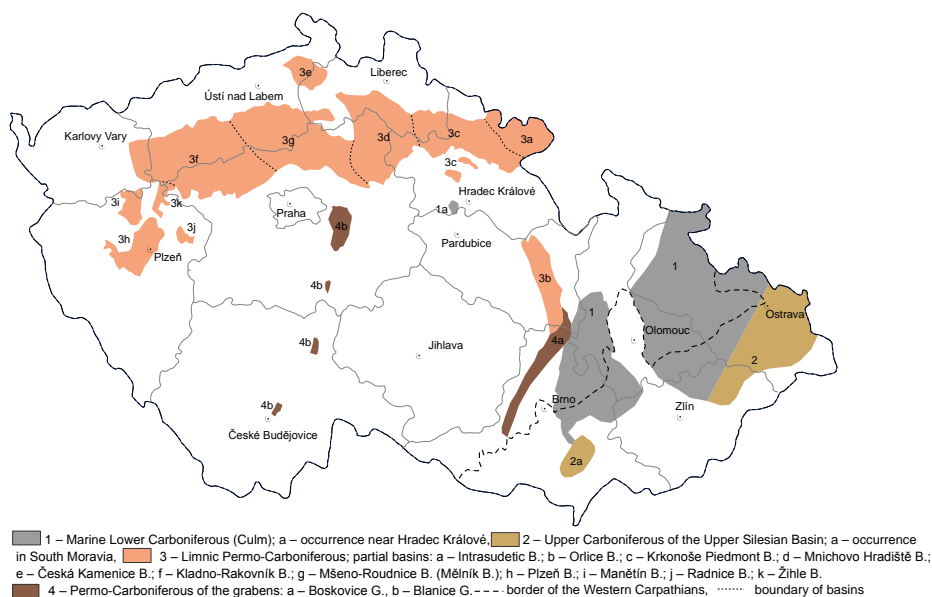 3e
Liberec
Ústí nad Labem
Karlovy Vary
3g
3d
3c
3a
3f
3c
3i
3k
Hradec Králové
1a
Praha
3h
3j
4b
Pardubice
Plzeň
1
3b
4b
1
Ostrava
Olomouc
4a
4b
Jihlava
2
4b
Brno
Zlín
České Budějovice
2a
1 – Marine Lower Carboniferous (Culm); a – occurrence near Hradec Králové, 2 – Upper Carboniferous of the Upper Silesian Basin; a – occurrence
in South Moravia, 3 – Limnic Permo-Carboniferous; partial basins: a – Intrasudetic B.; b – Orlice B.; c – Krkonoše Piedmont B.; d – Mnichovo Hradiště B.;
e – Česká Kamenice B.; f – Kladno-Rakovník B.; g – Mšeno-Roudnice B. (Mělník B.); h – Plzeň B.; i – Manětín B.; j – Radnice B.; k – Žihle B.
4 – Permo-Carboniferous of the grabens: a – Boskovice G., b – Blanice G. border of the Western Carpathians, boundary of basins